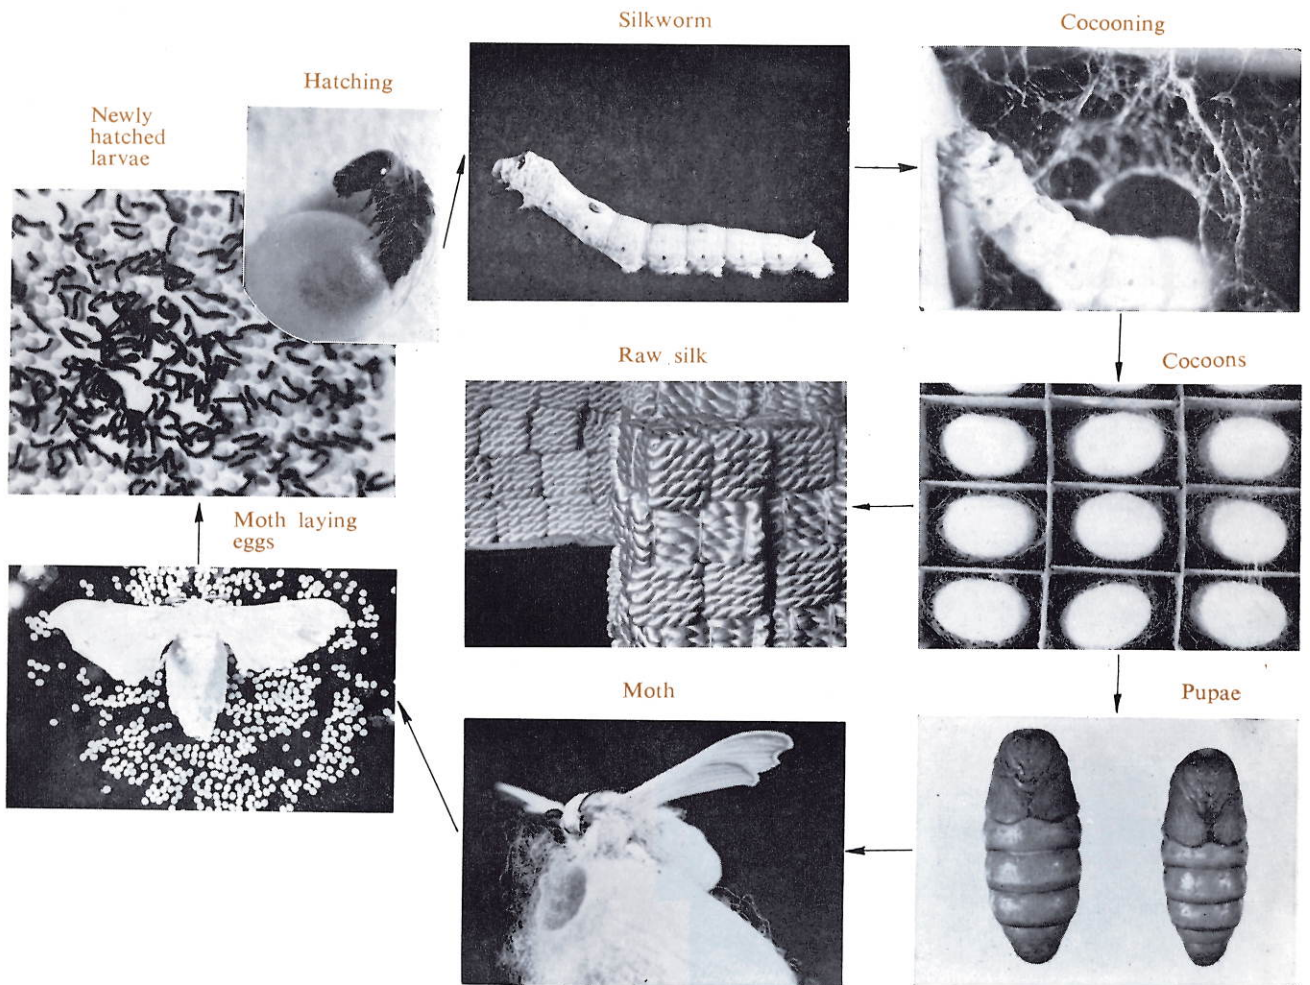 Silkworm
Cocooning
Hatching
Newly
hatched
larvae
Raw silk
Cocoons
Moth laying
eggs
Moth
Pupae